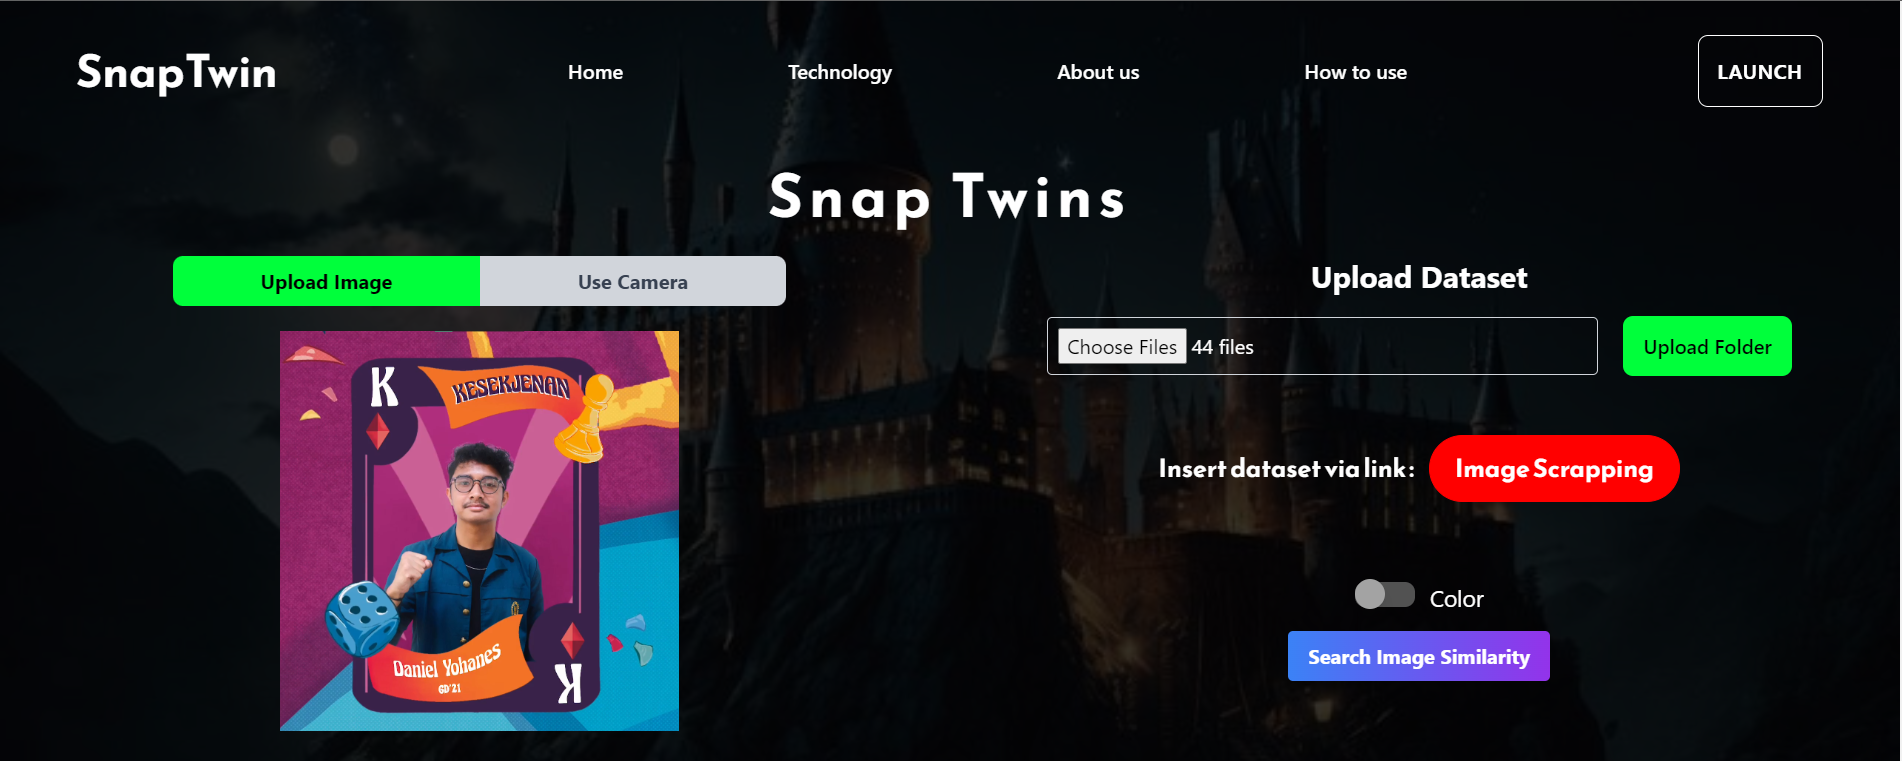 SnapTwin
Home
Technology
About us
How to use
LAUNCH
Snap Twins
Upload Image
Use Camera
K
KESEKJENAN
Daniel Yohanes
GD'21
K
Upload Dataset
Choose Files 44 files
Upload Folder
Insert dataset via link :
Image Scrapping
Color
Search Image Similarity